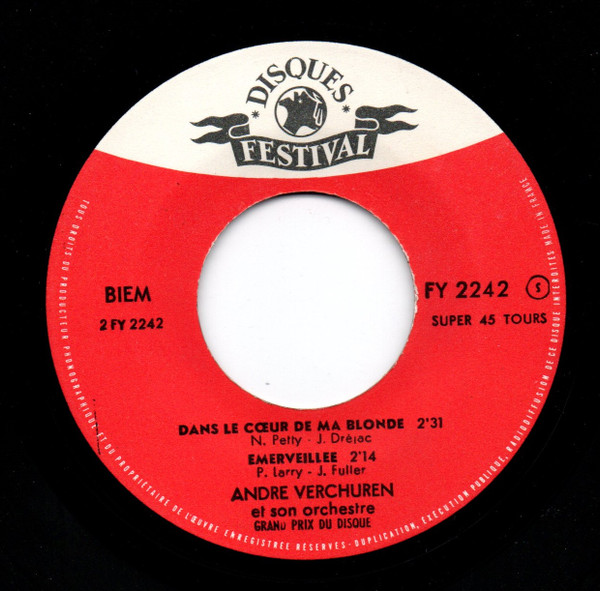 DISQUES
FESTIVAL
BIEM
2 FY 2242
FY 2242 S
SUPER 45 TOURS
DANS LE CŒUR DE MA BLONDE 2'31
N. Petty - J. Dréjac
EMERVEILLEE 2'14
P. Larry - J. Fuller
ANDRE VERCHUREN
et son orchestre
GRAND PRIX DU DISQUE
TOUS DROITS DU PRODUCTEUR PHONOGRAPHIQUE ET DU PROPRIÉTAIRE DE L'ŒUVRE ENREGISTREE RESERVES - DUPLICATION, EXECUTION PUBLIQUE, RADIODIFFUSION DE CE DISQUE INTERDITES MADE IN FRANCE